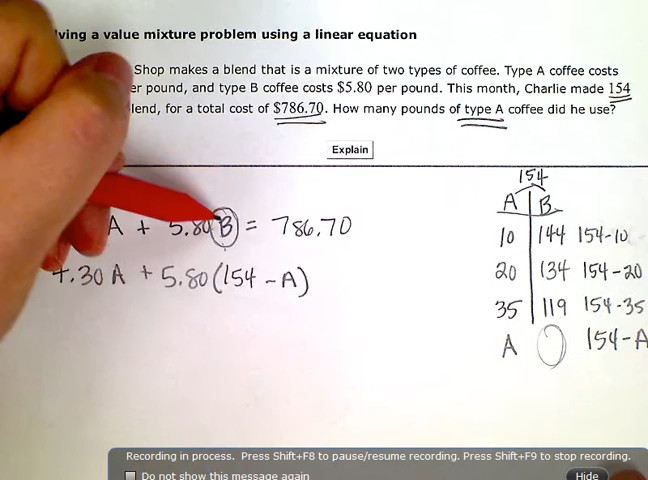 ving a value mixture problem using a linear equation
Shop makes a blend that is a mixture of two types of coffee. Type A coffee costs
er pound, and type B coffee costs $5.80 per pound. This month, Charlie made 154
lend, for a total cost of $786.70. How many pounds of type A coffee did he use?
Explain
154
A B
A + 5.80 B = 786.70
10 144 154-10
4.30 A + 5.80 (154 - A)
20 134 154-20
35 119 154-35
A 154-A
Recording in process. Press Shift+F8 to pause/resume recording. Press Shift+F9 to stop recording.
Do not show this message again
Hide